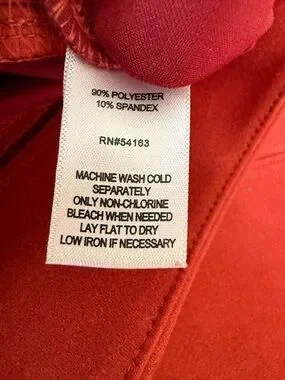 90% POLYESTER
10% SPANDEX
RN#54163
MACHINE WASH COLD
SEPARATELY
ONLY NON-CHLORINE
BLEACH WHEN NEEDED
LAY FLAT TO DRY
LOW IRON IF NECESSARY